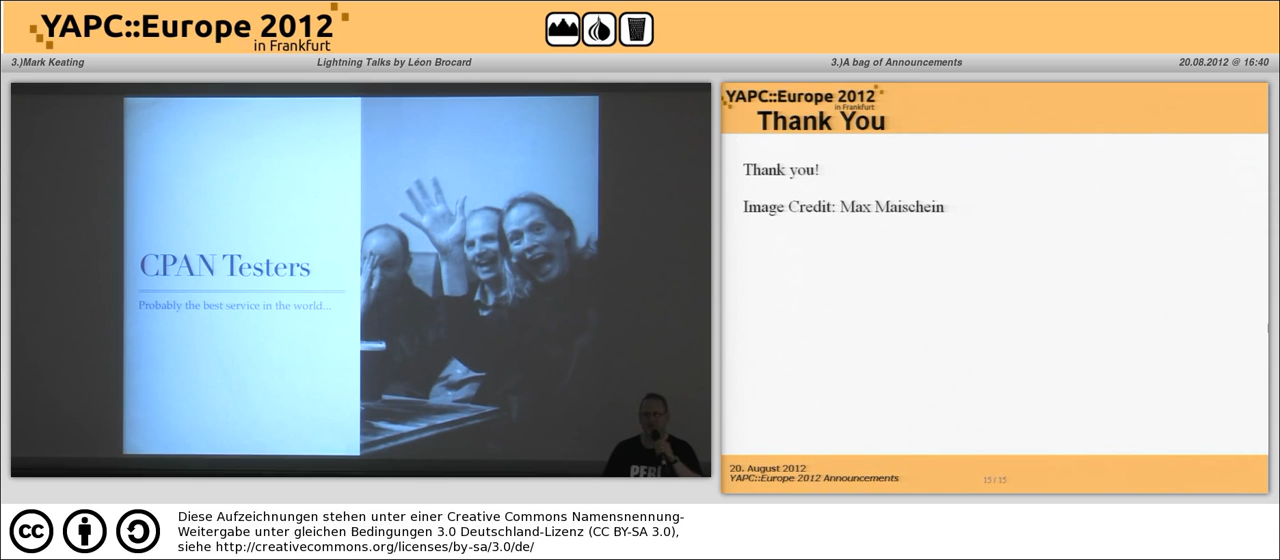 YAPC::Europe 2012
in Frankfurt
3.)Mark Keating
Lightning Talks by Léon Brocard
3.)A bag of Announcements
20.08.2012 @ 16:40
CPAN Testers
Probably the best service in the world...
PERL
YAPC::Europe 2012
in Frankfurt
Thank You
Thank you!
Image Credit: Max Maischein
20. August 2012
YAPC::Europe 2012 Announcements
15 / 15
cc
Diese Aufzeichnungen stehen unter einer Creative Commons Namensnennung-
Weitergabe unter gleichen Bedingungen 3.0 Deutschland-Lizenz (CC BY-SA 3.0),
siehe http://creativecommons.org/licenses/by-sa/3.0/de/